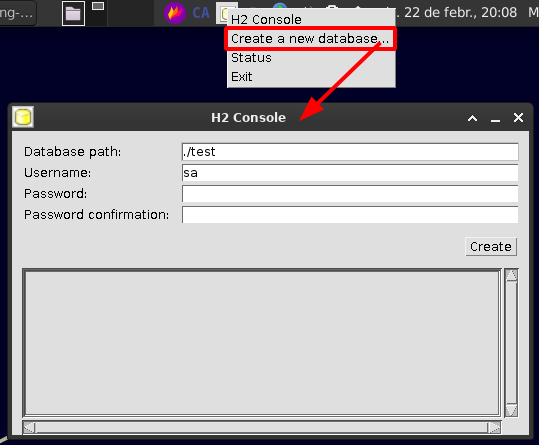 ng-...
H2 Console
CA
22 de febr., 20:08
Create a new database...
Status
Exit
H2 Console
Database path:
./test
Username:
sa
Password:
Password confirmation:
Create